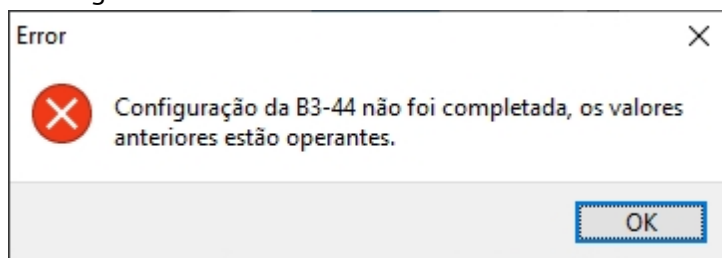 Error
Configuração da B3-44 não foi completada, os valores
anteriores estão operantes.
OK